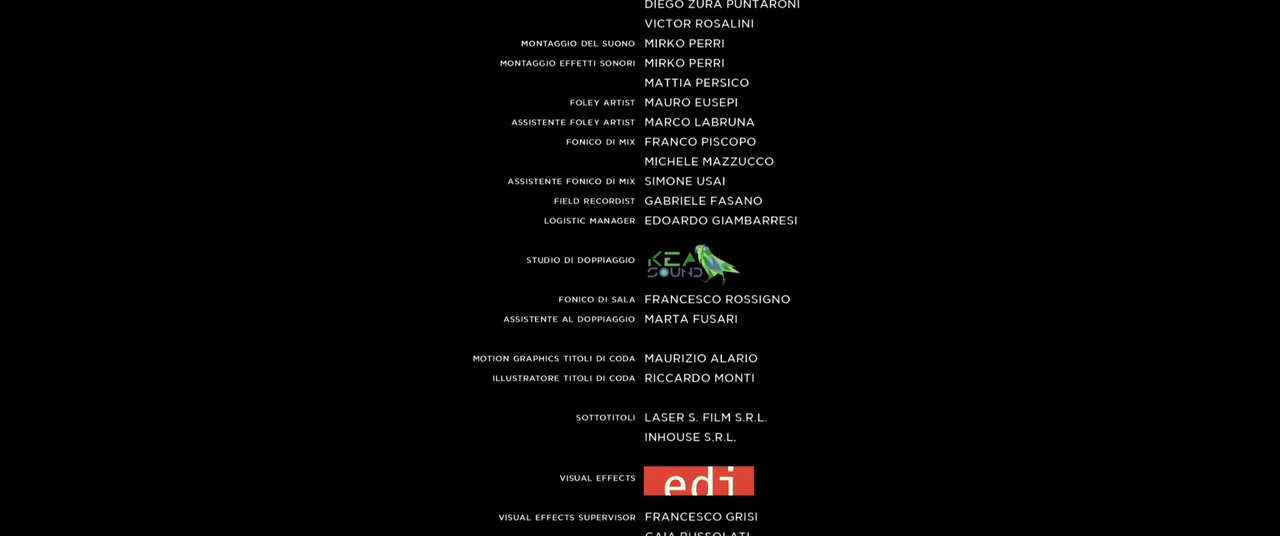 DIEGO ZURA PUNTARONI
VICTOR ROSALINI
MONTAGGIO DEL SUONO MIRKO PERRI
MONTAGGIO EFFETTI SONORI MIRKO PERRI
MATTIA PERSICO
FOLEY ARTIST MAURO EUSEPI
ASSISTENTE FOLEY ARTIST MARCO LABRUNA
FONICO DI MIX FRANCO PISCOPO
MICHELE MAZZUCCO
ASSISTENTE FONICO DI MIX SIMONE USAI
FIELD RECORDIST GABRIELE FASANO
LOGISTIC MANAGER EDOARDO GIAMBARRESI
STUDIO DI DOPPIAGGIO KEA SOUND
FONICO DI SALA FRANCESCO ROSSIGNO
ASSISTENTE AL DOPPIAGGIO MARTA FUSARI
MOTION GRAPHICS TITOLI DI CODA MAURIZIO ALARIO
ILLUSTRATORE TITOLI DI CODA RICCARDO MONTI
SOTTOTITOLI LASER S. FILM S.R.L.
INHOUSE S.R.L.
VISUAL EFFECTS edi
VISUAL EFFECTS SUPERVISOR FRANCESCO GRISI
GAIA BUSSOLATI